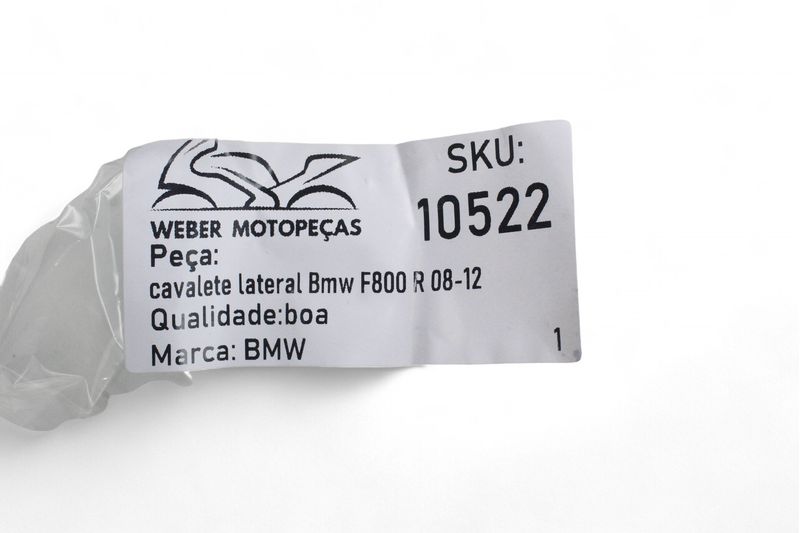 WEBER MOTOPEÇAS
SKU:
10522
Peça:
cavalete lateral Bmw F800 R 08-12
Qualidade:boa
Marca: BMW
1